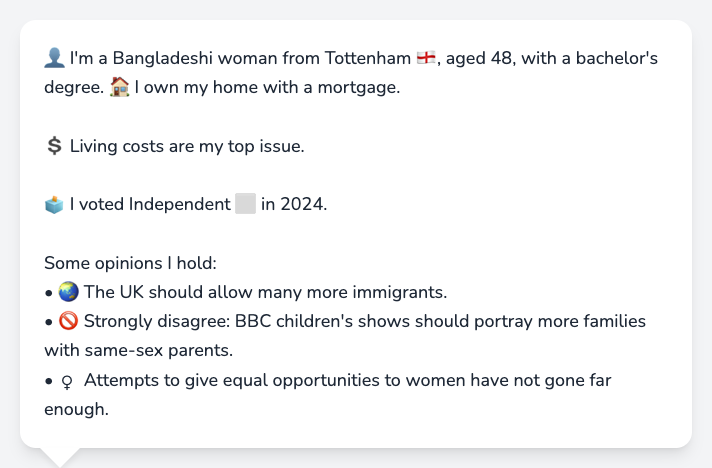 👤 I'm a Bangladeshi woman from Tottenham 🏴󠁧󠁢󠁥󠁮󠁧󠁿, aged 48, with a bachelor's
degree. 🏠 I own my home with a mortgage.
💲 Living costs are my top issue.
🗳️ I voted Independent ⬜ in 2024.
Some opinions I hold:
• 🌏 The UK should allow many more immigrants.
• 🚫 Strongly disagree: BBC children's shows should portray more families
with same-sex parents.
• ♀ Attempts to give equal opportunities to women have not gone far
enough.